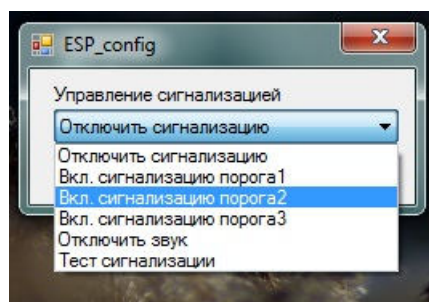 ESP_config
Управление сигнализацией
Отключить сигнализацию
Отключить сигнализацию
Вкл. сигнализацию порога1
Вкл. сигнализацию порога2
Вкл. сигнализацию порога3
Отключить звук
Тест сигнализации